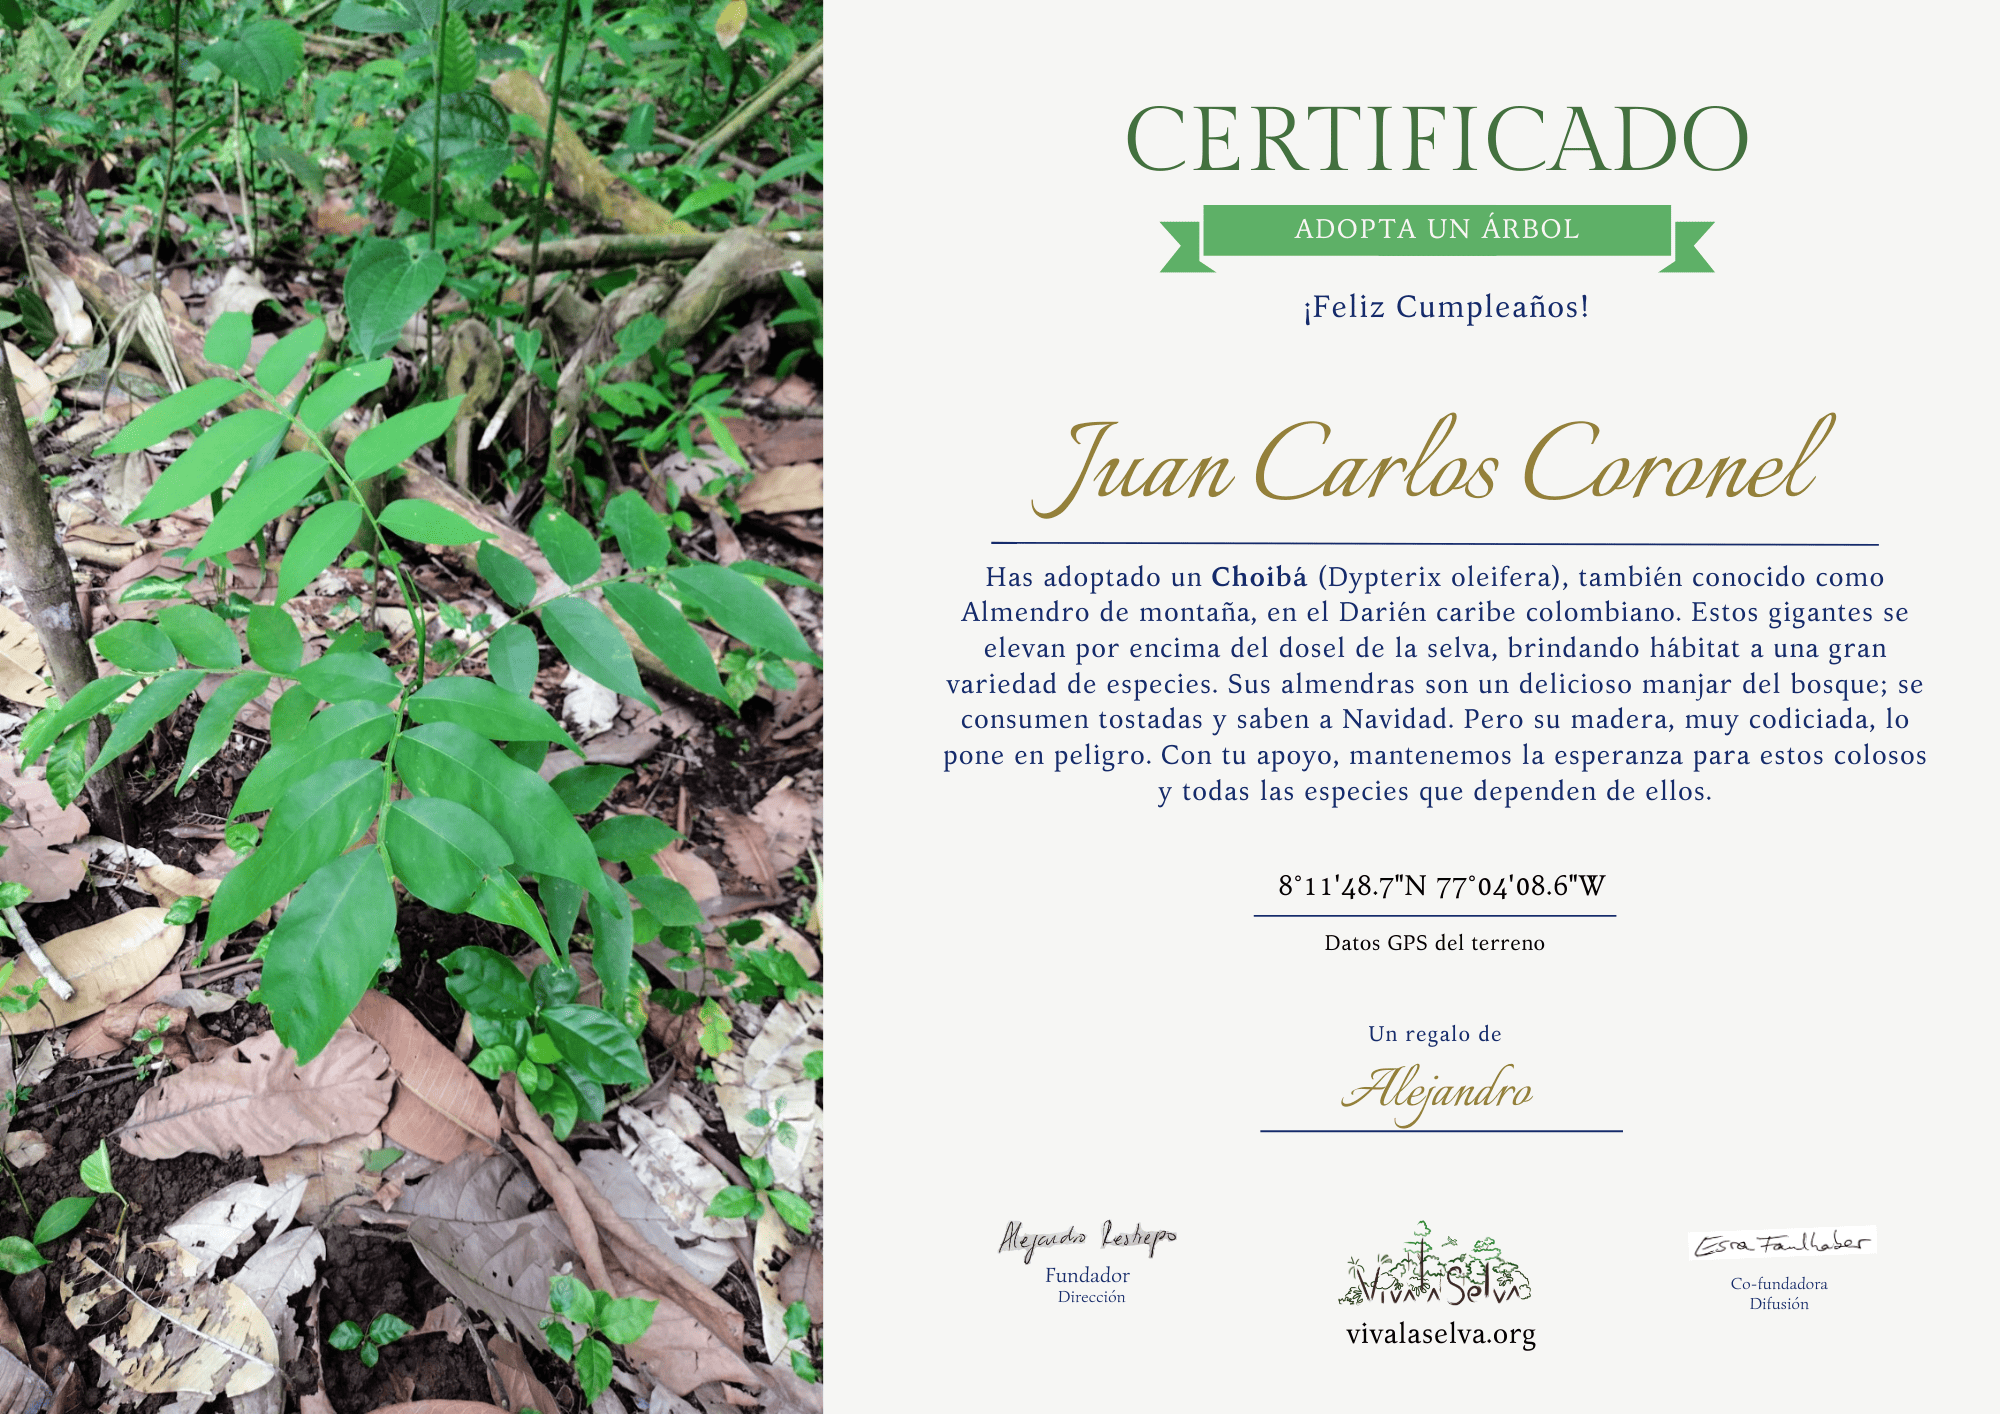 CERTIFICADO
ADOPTA UN ÁRBOL
¡Feliz Cumpleaños!
Juan Carlos Coronel
Has adoptado un Choibá (Dypterix oleifera), también conocido como
Almendro de montaña, en el Darién caribe colombiano. Estos gigantes se
elevan por encima del dosel de la selva, brindando hábitat a una gran
variedad de especies. Sus almendras son un delicioso manjar del bosque; se
consumen tostadas y saben a Navidad. Pero su madera, muy codiciada, lo
pone en peligro. Con tu apoyo, mantenemos la esperanza para estos colosos
y todas las especies que dependen de ellos.
8°11'48.7"N 77°04'08.6"W
Datos GPS del terreno
Un regalo de
Alejandro
Alejandro Restrepo
Fundador
Dirección
Viva la Selva
vivalaselva.org
Esra Faulhaber
Co-fundadora
Difusión